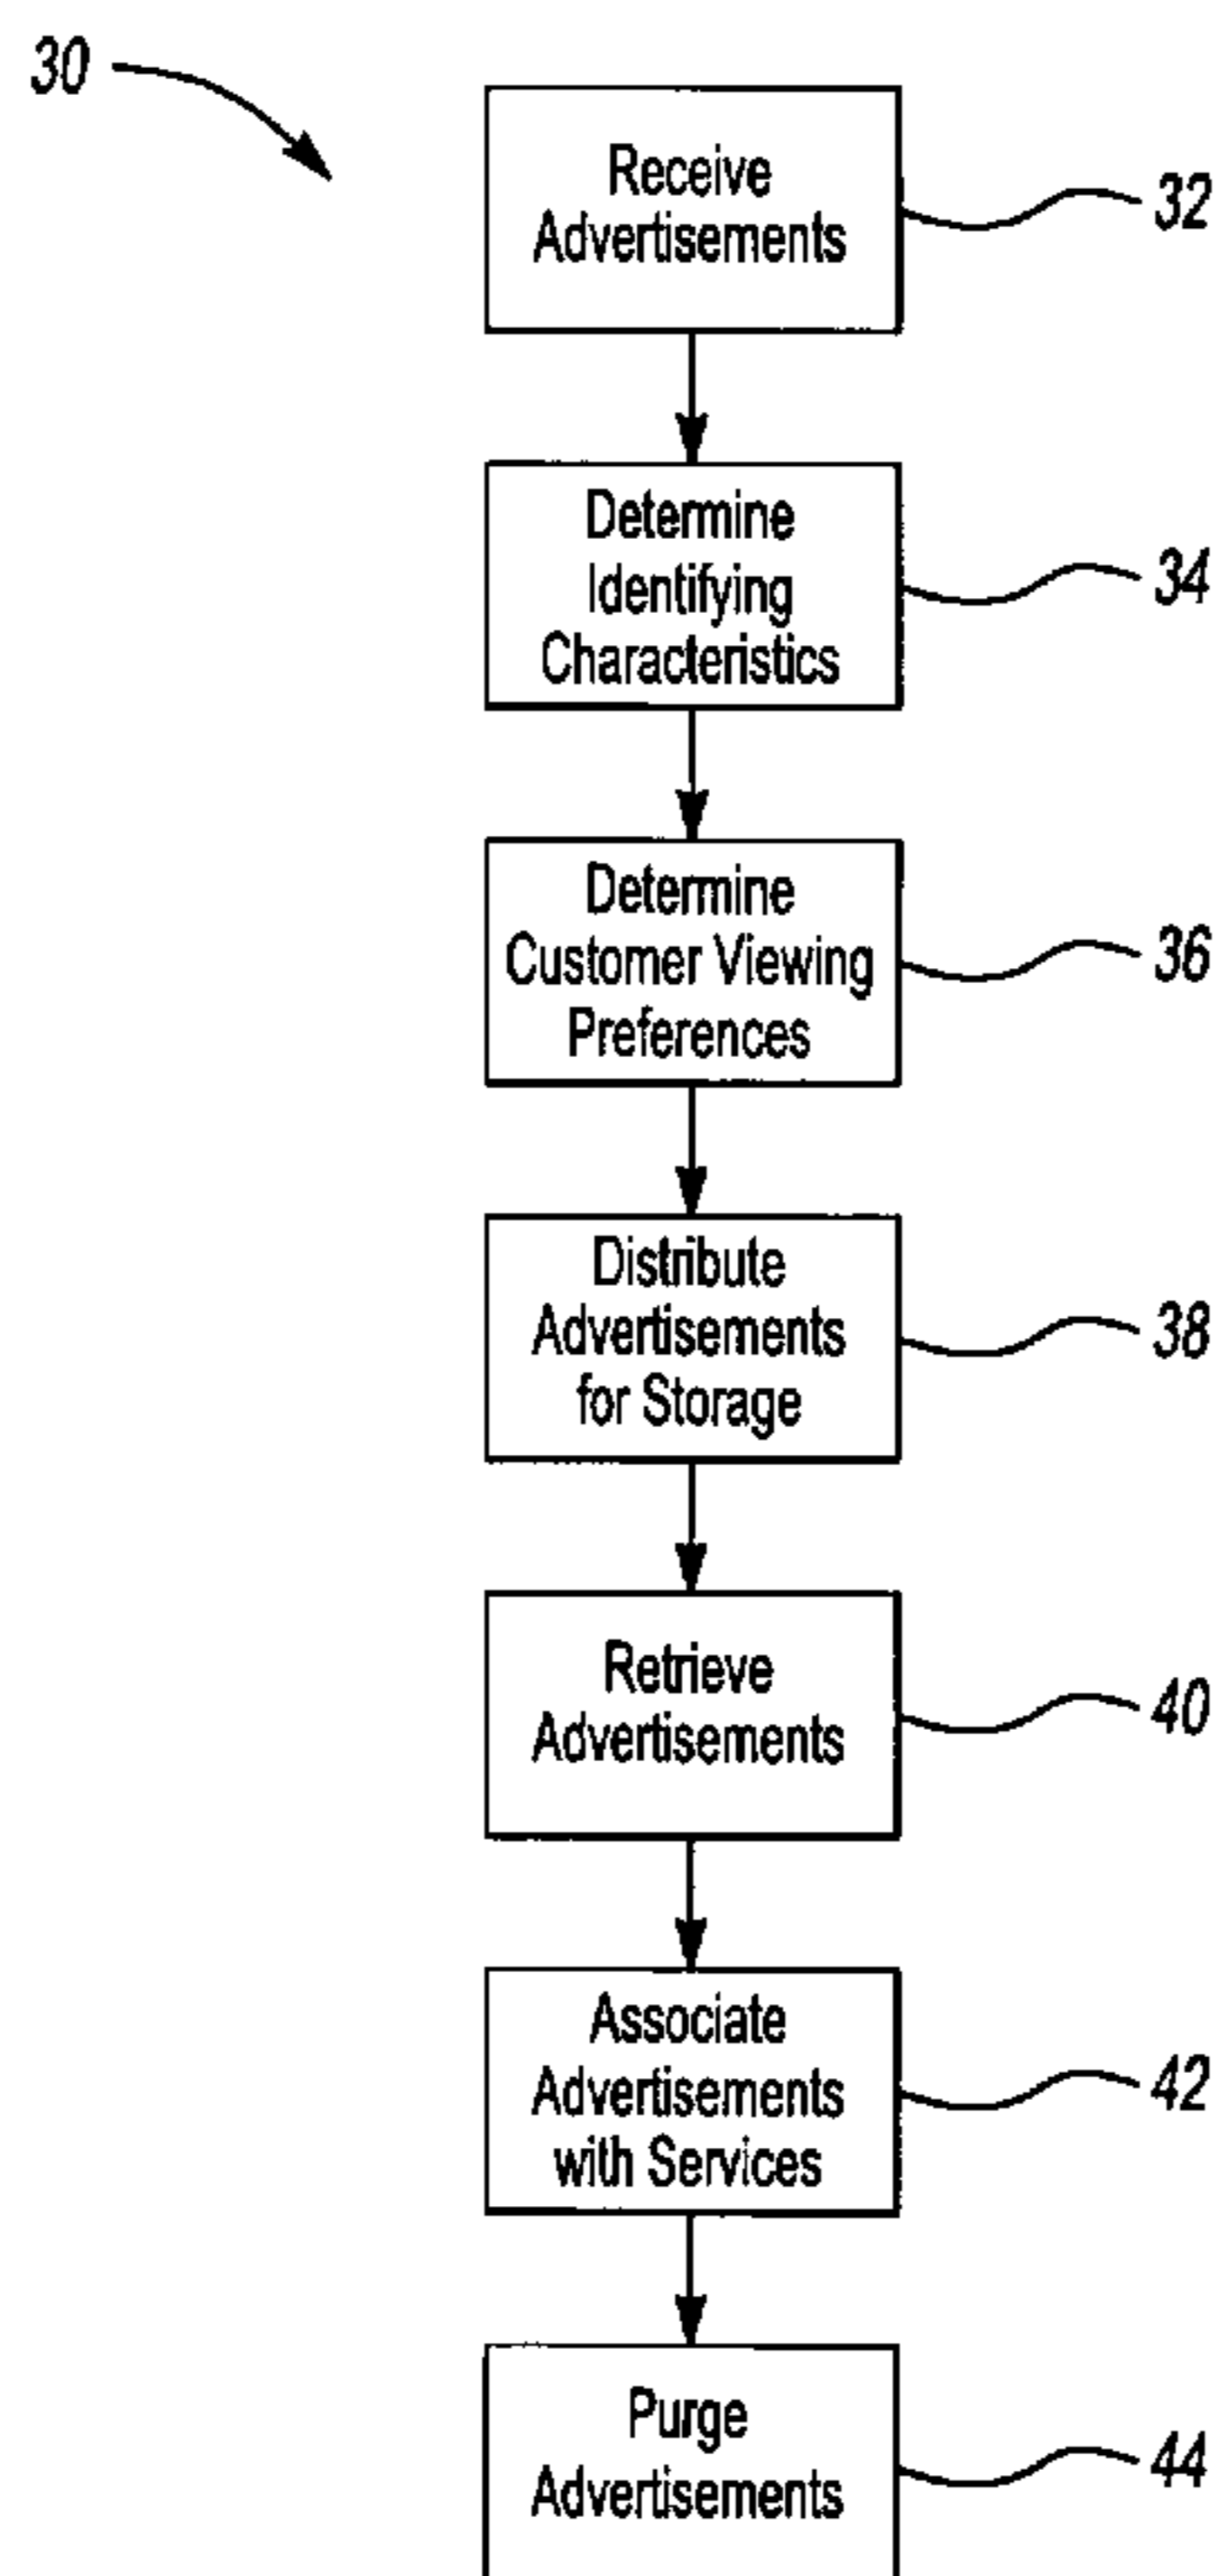 30
Receive
Advertisements
32
Determine
Identifying
Characteristics
34
Determine
Customer Viewing
Preferences
36
Distribute
Advertisements
for Storage
38
Retrieve
Advertisements
40
Associate
Advertisements
with Services
42
Purge
Advertisements
44